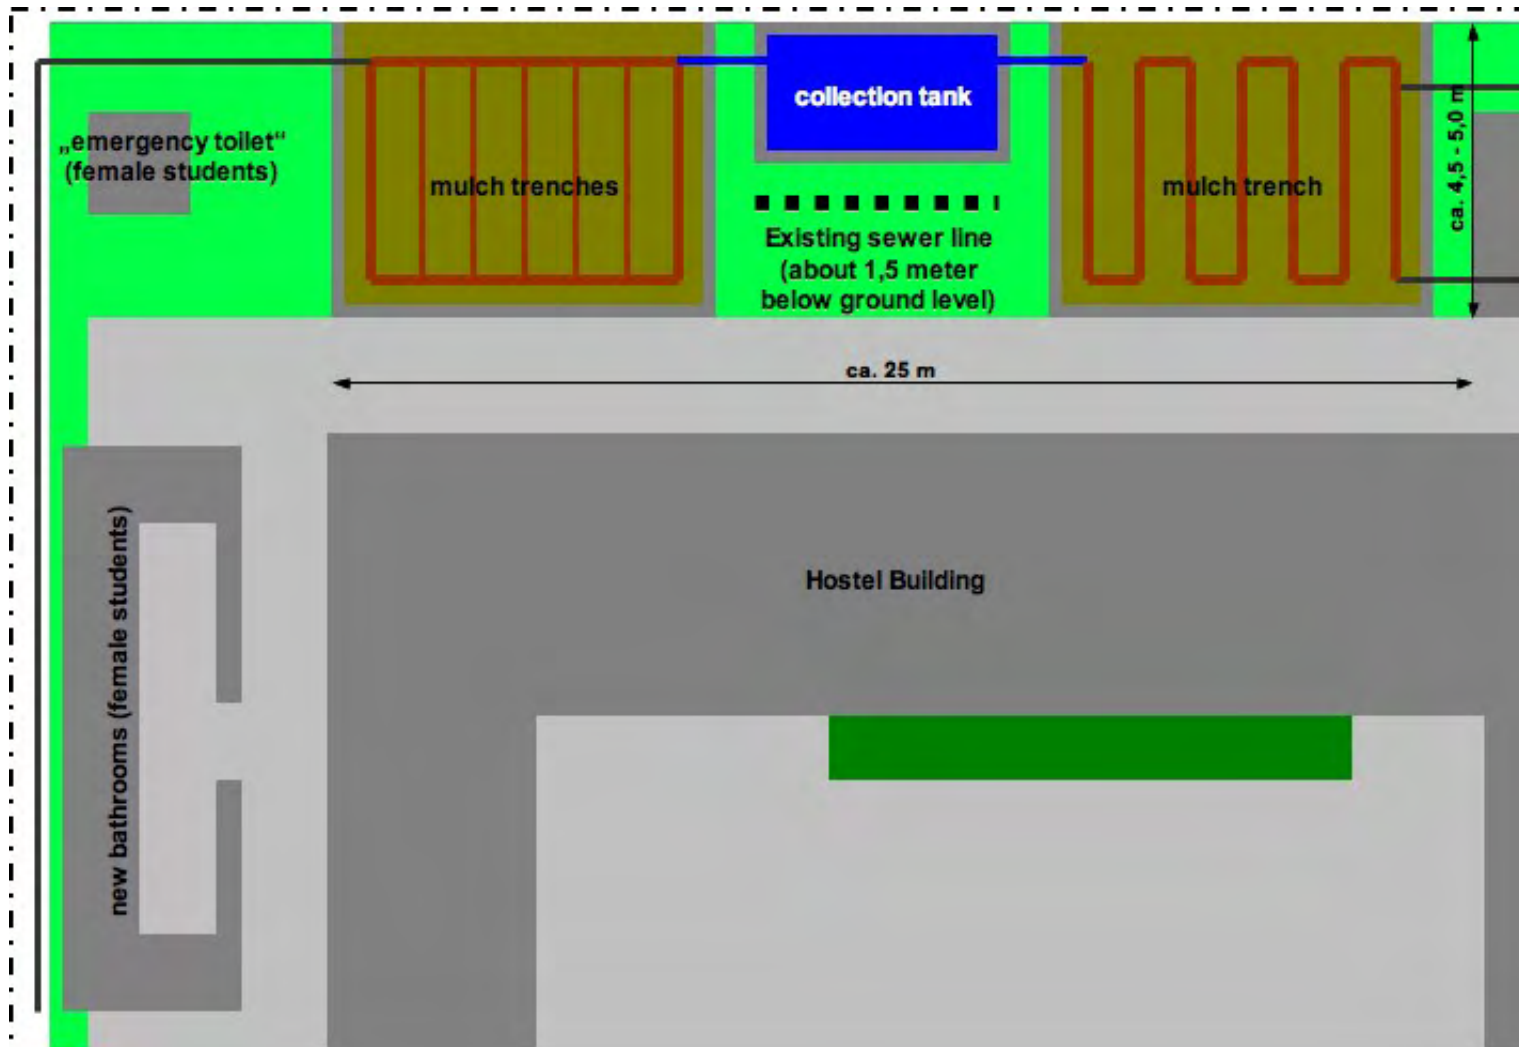 collection tank
„emergency toilet“
(female students)
mulch trenches
mulch trench
ca. 4,5 - 5,0 m
Existing sewer line
(about 1,5 meter
below ground level)
ca. 25 m
new bathrooms (female students)
Hostel Building